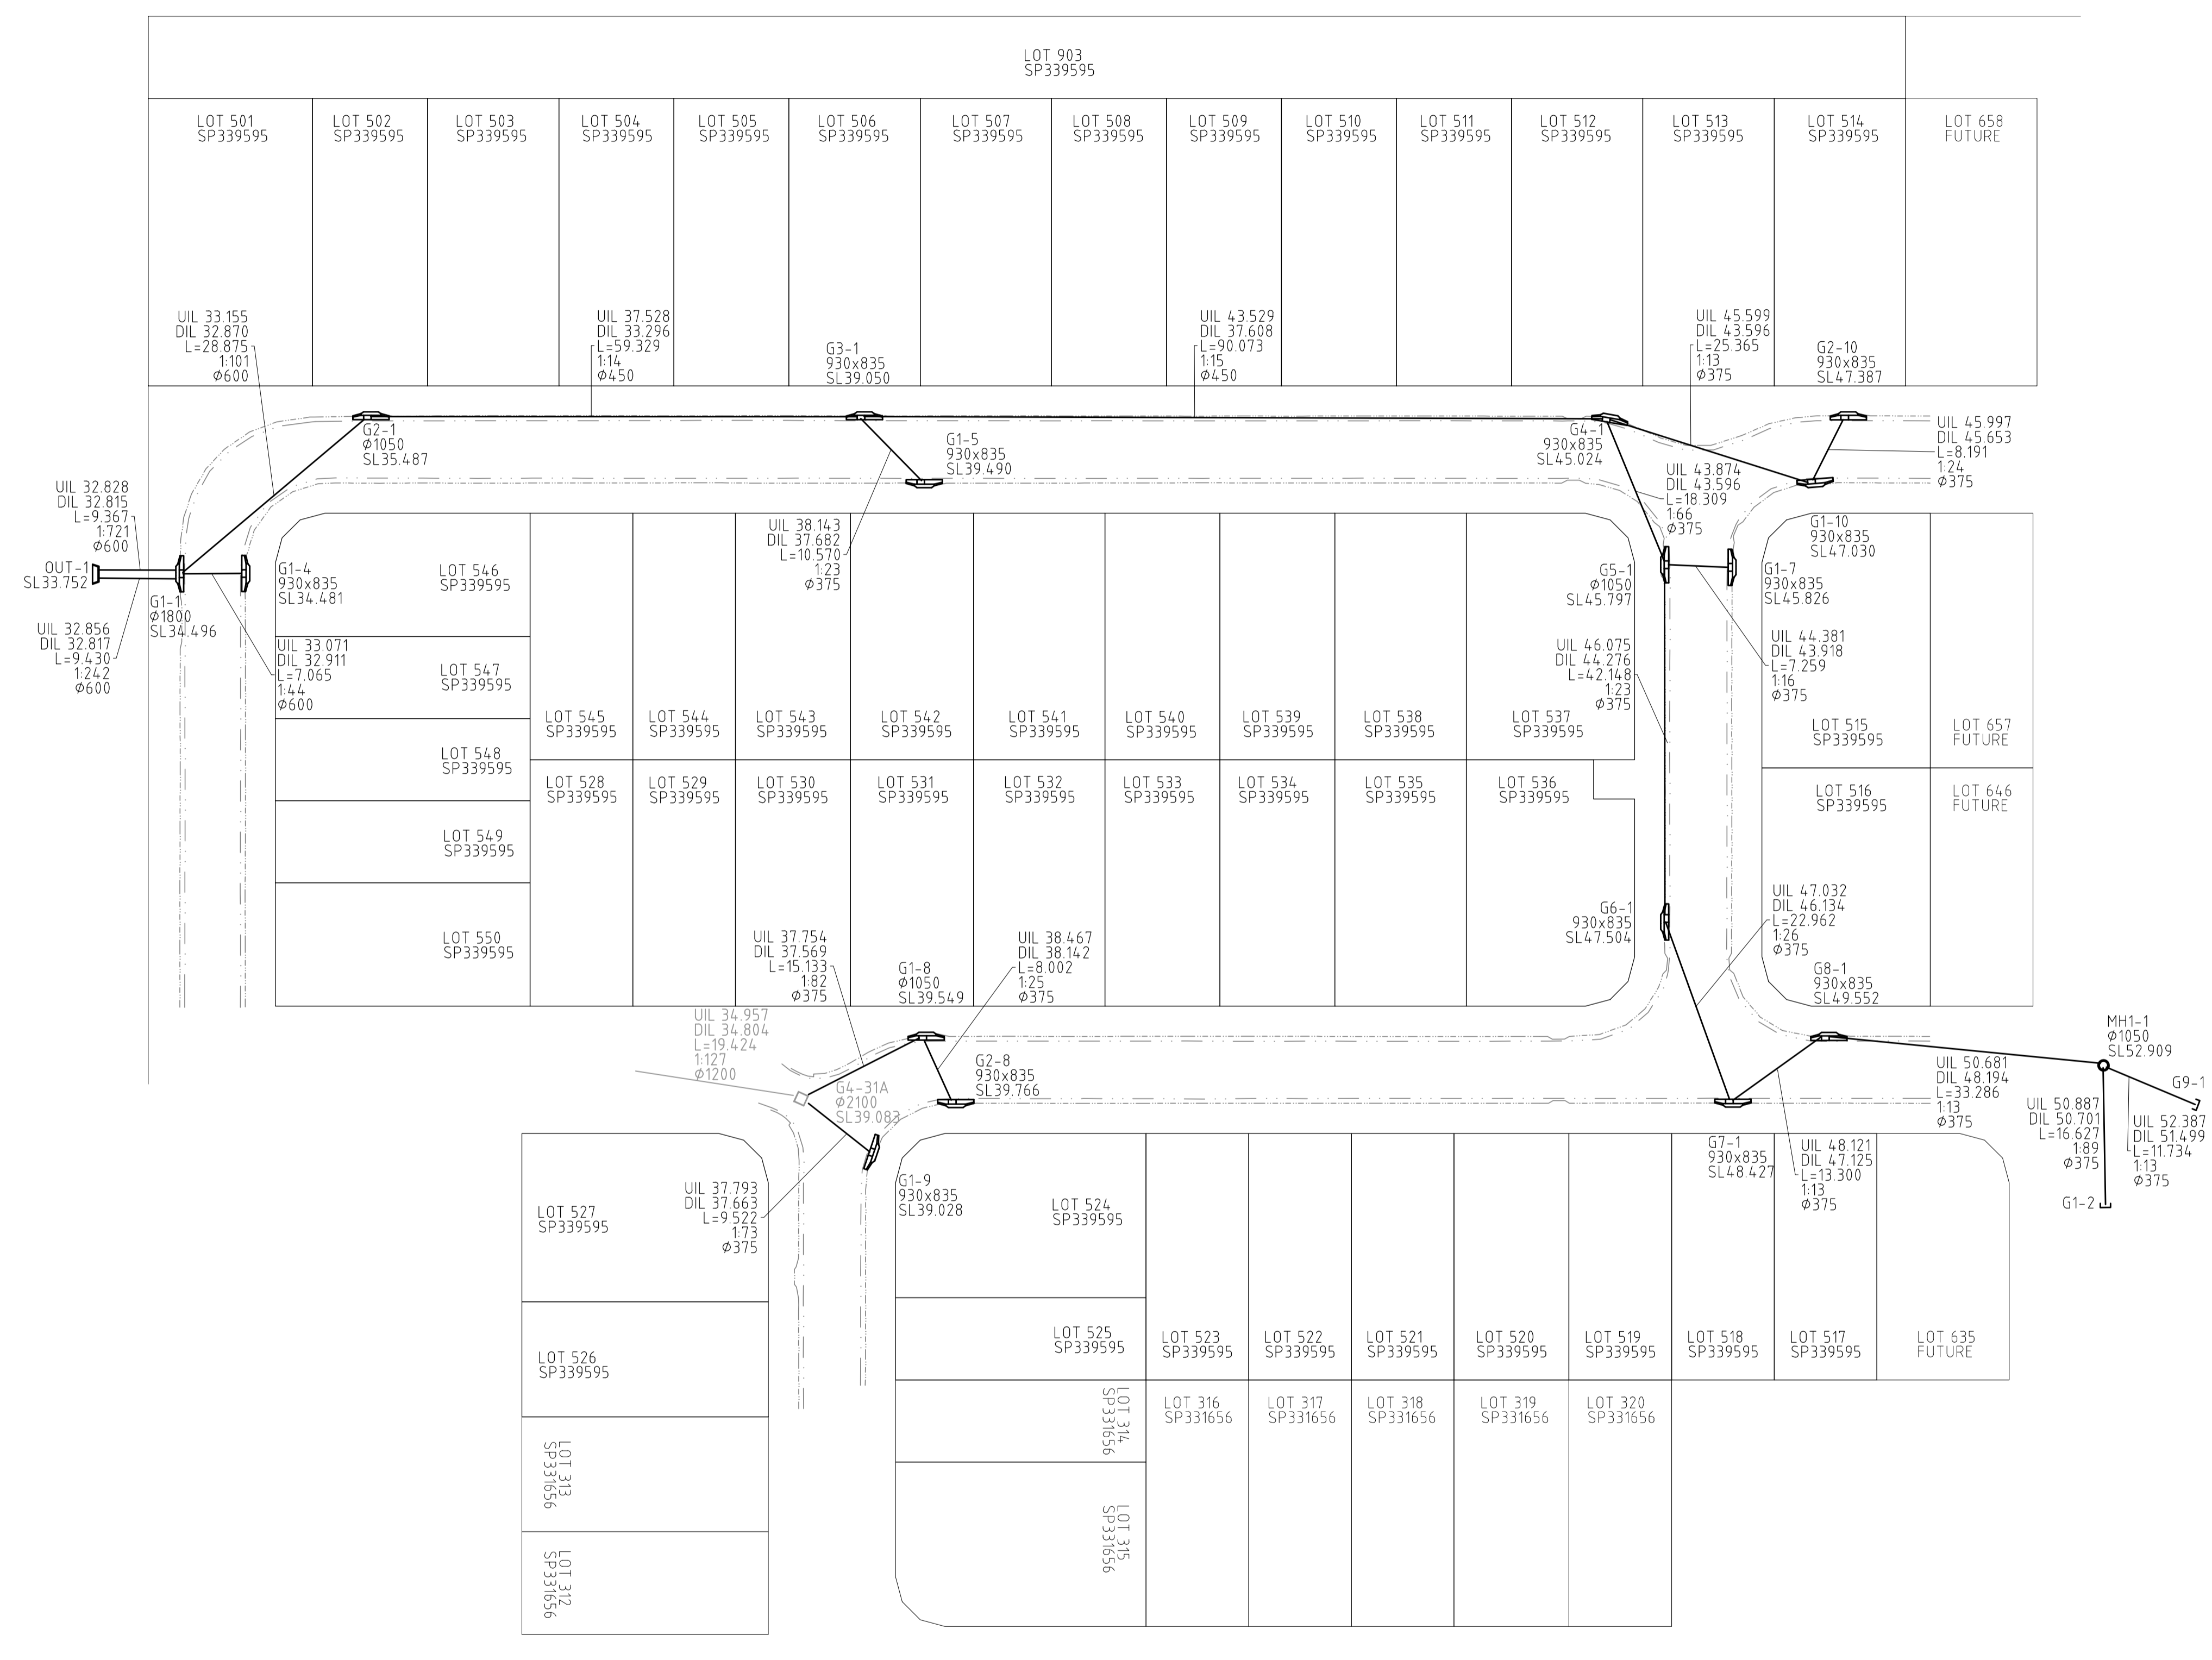 LOT 903
SP339595
LOT 501
SP339595
LOT 502
SP339595
LOT 503
SP339595
LOT 504
SP339595
LOT 505
SP339595
LOT 506
SP339595
LOT 507
SP339595
LOT 508
SP339595
LOT 509
SP339595
LOT 510
SP339595
LOT 511
SP339595
LOT 512
SP339595
LOT 513
SP339595
LOT 514
SP339595
LOT 658
FUTURE
UIL 33.155
DIL 32.870
L=28.875
1:101
Ø600
UIL 37.528
DIL 33.296
L=59.329
1:14
Ø450
G3-1
930x835
SL39.050
UIL 43.529
DIL 37.608
L=90.073
1:15
Ø450
UIL 45.599
DIL 43.596
L=25.365
1:13
Ø375
G2-10
930x835
SL47.387
G2-1
Ø1050
SL35.487
G1-5
930x835
SL39.490
G4-1
930x835
SL45.024
UIL 45.997
DIL 45.653
L=8.191
1:24
Ø375
UIL 43.874
DIL 43.596
L=18.309
1:66
Ø375
UIL 32.828
DIL 32.815
L=9.367
1:721
Ø600
OUT-1
SL33.752
G1-1
Ø1800
SL34.496
UIL 32.856
DIL 32.817
L=9.430
1:242
Ø600
G1-4
930x835
SL34.481
LOT 546
SP339595
UIL 38.143
DIL 37.682
L=10.570
1:23
Ø375
G5-1
Ø1050
SL45.797
G1-10
930x835
SL47.030
G1-7
930x835
SL45.826
UIL 33.071
DIL 32.911
L=7.065
1:44
Ø600
LOT 547
SP339595
UIL 46.075
DIL 44.276
L=42.148
1:23
Ø375
UIL 44.381
DIL 43.918
L=7.259
1:16
Ø375
LOT 545
SP339595
LOT 544
SP339595
LOT 543
SP339595
LOT 542
SP339595
LOT 541
SP339595
LOT 540
SP339595
LOT 539
SP339595
LOT 538
SP339595
LOT 537
SP339595
LOT 515
SP339595
LOT 657
FUTURE
LOT 548
SP339595
LOT 528
SP339595
LOT 529
SP339595
LOT 530
SP339595
LOT 531
SP339595
LOT 532
SP339595
LOT 533
SP339595
LOT 534
SP339595
LOT 535
SP339595
LOT 536
SP339595
LOT 516
SP339595
LOT 646
FUTURE
LOT 549
SP339595
LOT 550
SP339595
UIL 37.754
DIL 37.569
L=15.133
1:82
Ø375
G1-8
Ø1050
SL39.549
UIL 38.467
DIL 38.142
L=8.002
1:25
Ø375
G6-1
930x835
SL47.504
UIL 47.032
DIL 46.134
L=22.962
1:26
Ø375
G8-1
930x835
SL49.552
UIL 34.957
DIL 34.804
L=19.424
1:127
Ø1200
G4-31A
Ø2100
SL39.083
G2-8
930x835
SL39.766
MH1-1
Ø1050
SL52.909
UIL 50.681
DIL 48.194
L=33.286
1:13
Ø375
G9-1
UIL 50.887
DIL 50.701
L=16.627
1:89
Ø375
UIL 52.387
DIL 51.499
L=11.734
1:13
Ø375
G1-2
G7-1
930x835
SL48.427
UIL 48.121
DIL 47.125
L=13.300
1:13
Ø375
LOT 527
SP339595
UIL 37.793
DIL 37.663
L=9.522
1:73
Ø375
G1-9
930x835
SL39.028
LOT 524
SP339595
LOT 526
SP339595
LOT 525
SP339595
LOT 523
SP339595
LOT 522
SP339595
LOT 521
SP339595
LOT 520
SP339595
LOT 519
SP339595
LOT 518
SP339595
LOT 517
SP339595
LOT 635
FUTURE
LOT 314
SP331656
LOT 316
SP331656
LOT 317
SP331656
LOT 318
SP331656
LOT 319
SP331656
LOT 320
SP331656
LOT 313
SP331656
LOT 315
SP331656
LOT 312
SP331656